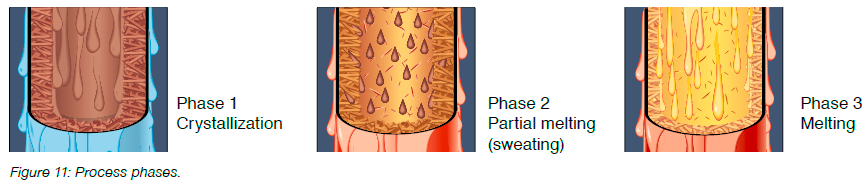 Phase 1
Crystallization
Phase 2
Partial melting
(sweating)
Phase 3
Melting
Figure 11: Process phases.